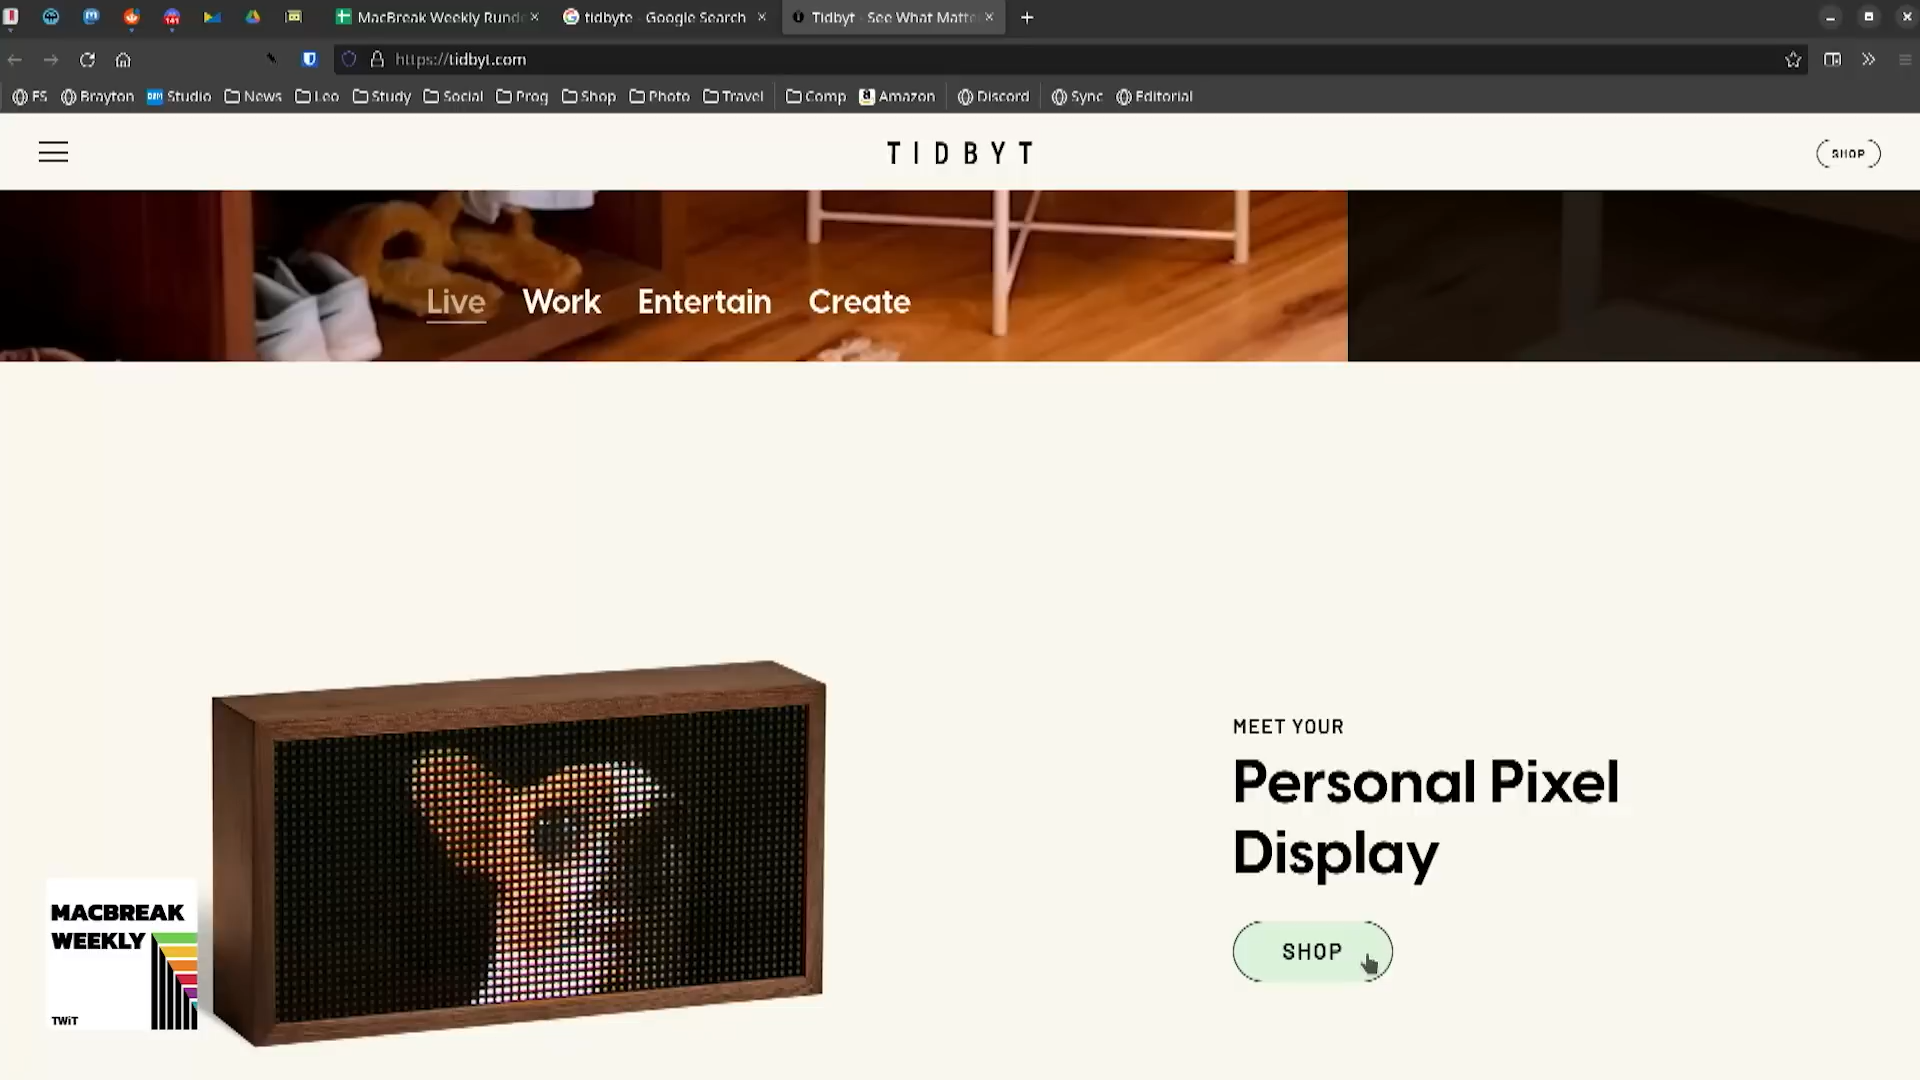 141
MacBreak Weekly Rund
tidbyte - Google Search
Tidbyt - See What Matte
https://tidbyt.com
FS
Brayton
Studio
News
Leo
Study
Social
Prog
Shop
Photo
Travel
Comp
Amazon
Discord
Sync
Editorial
TIDBYT
SHOP
Live
Work
Entertain
Create
MEET YOUR
Personal Pixel
Display
SHOP
MACBREAK
WEEKLY
TWiT